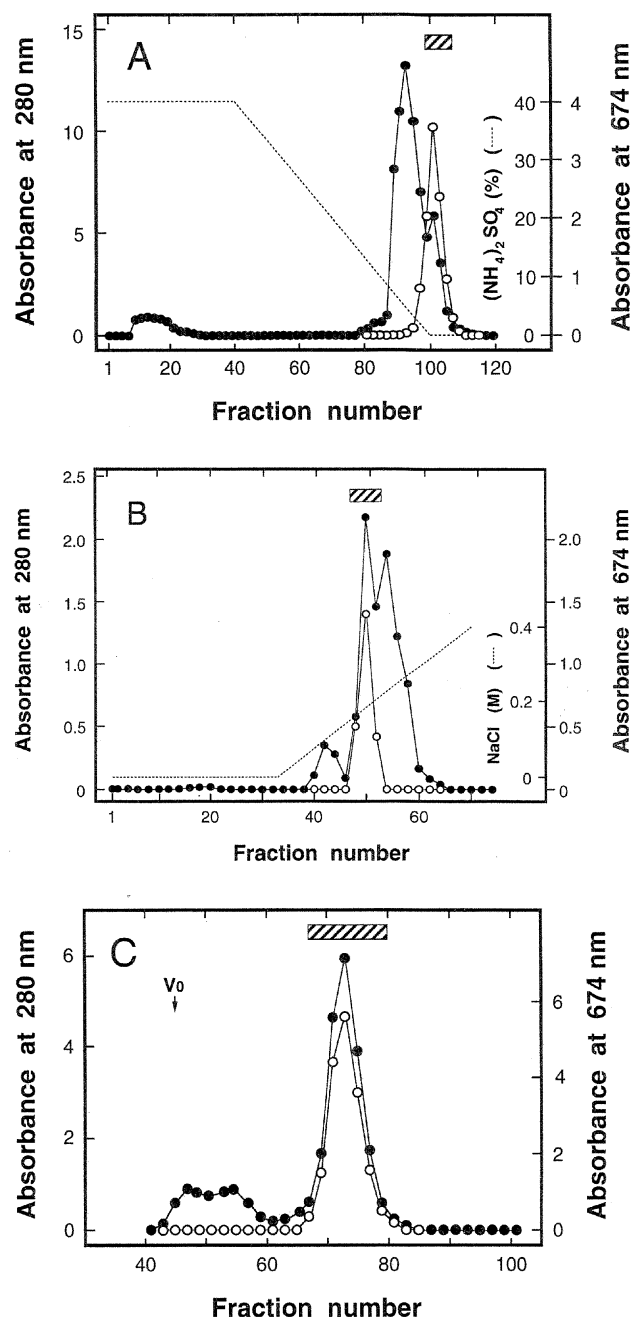 A
Absorbance at 280 nm
15
10
5
0
(NH4)2SO4 (%) (---)
40
30
20
10
0
4
3
2
1
0
Absorbance at 674 nm
1 20 40 60 80 100 120
Fraction number
B
Absorbance at 280 nm
2.5
2.0
1.5
1.0
0.5
0
NaCl (M) (---)
0.4
0.2
0
2.0
1.5
1.0
0.5
0
Absorbance at 674 nm
1 20 40 60
Fraction number
C
V0
Absorbance at 280 nm
6
4
2
0
6
4
2
0
Absorbance at 674 nm
40 60 80 100
Fraction number